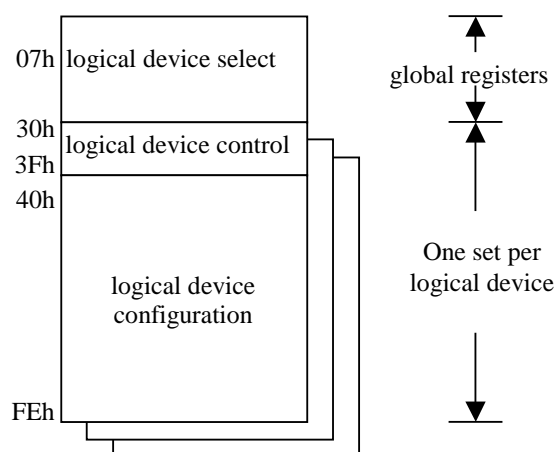 07h logical device select
global registers
30h
logical device control
3Fh
40h
One set per
logical device
logical device
configuration
FEh